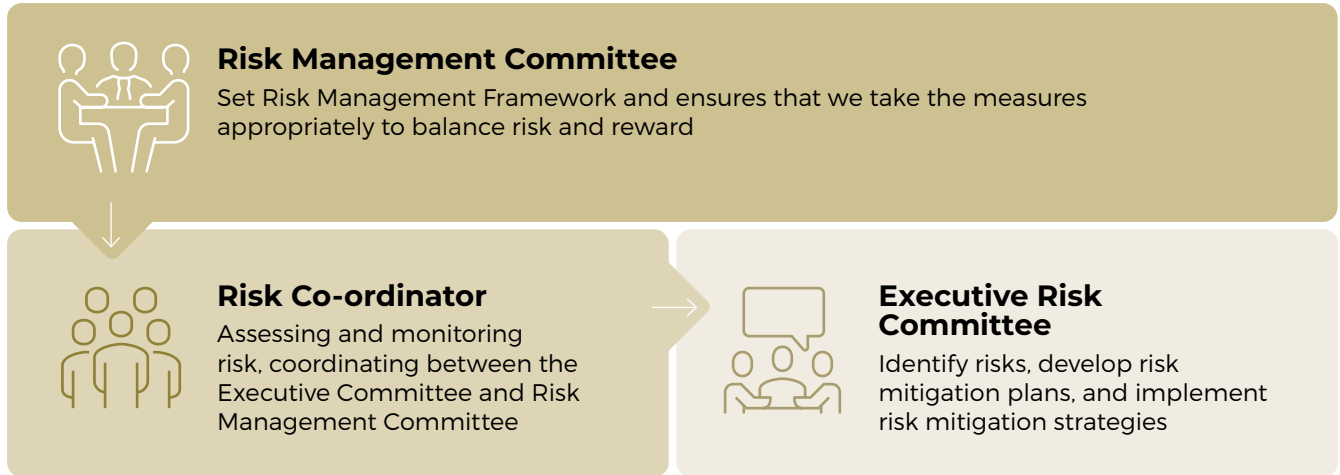 Risk Management Committee
Set Risk Management Framework and ensures that we take the measures
appropriately to balance risk and reward
Risk Co-ordinator
Assessing and monitoring
risk, coordinating between the
Executive Committee and Risk
Management Committee
Executive Risk
Committee
Identify risks, develop risk
mitigation plans, and implement
risk mitigation strategies